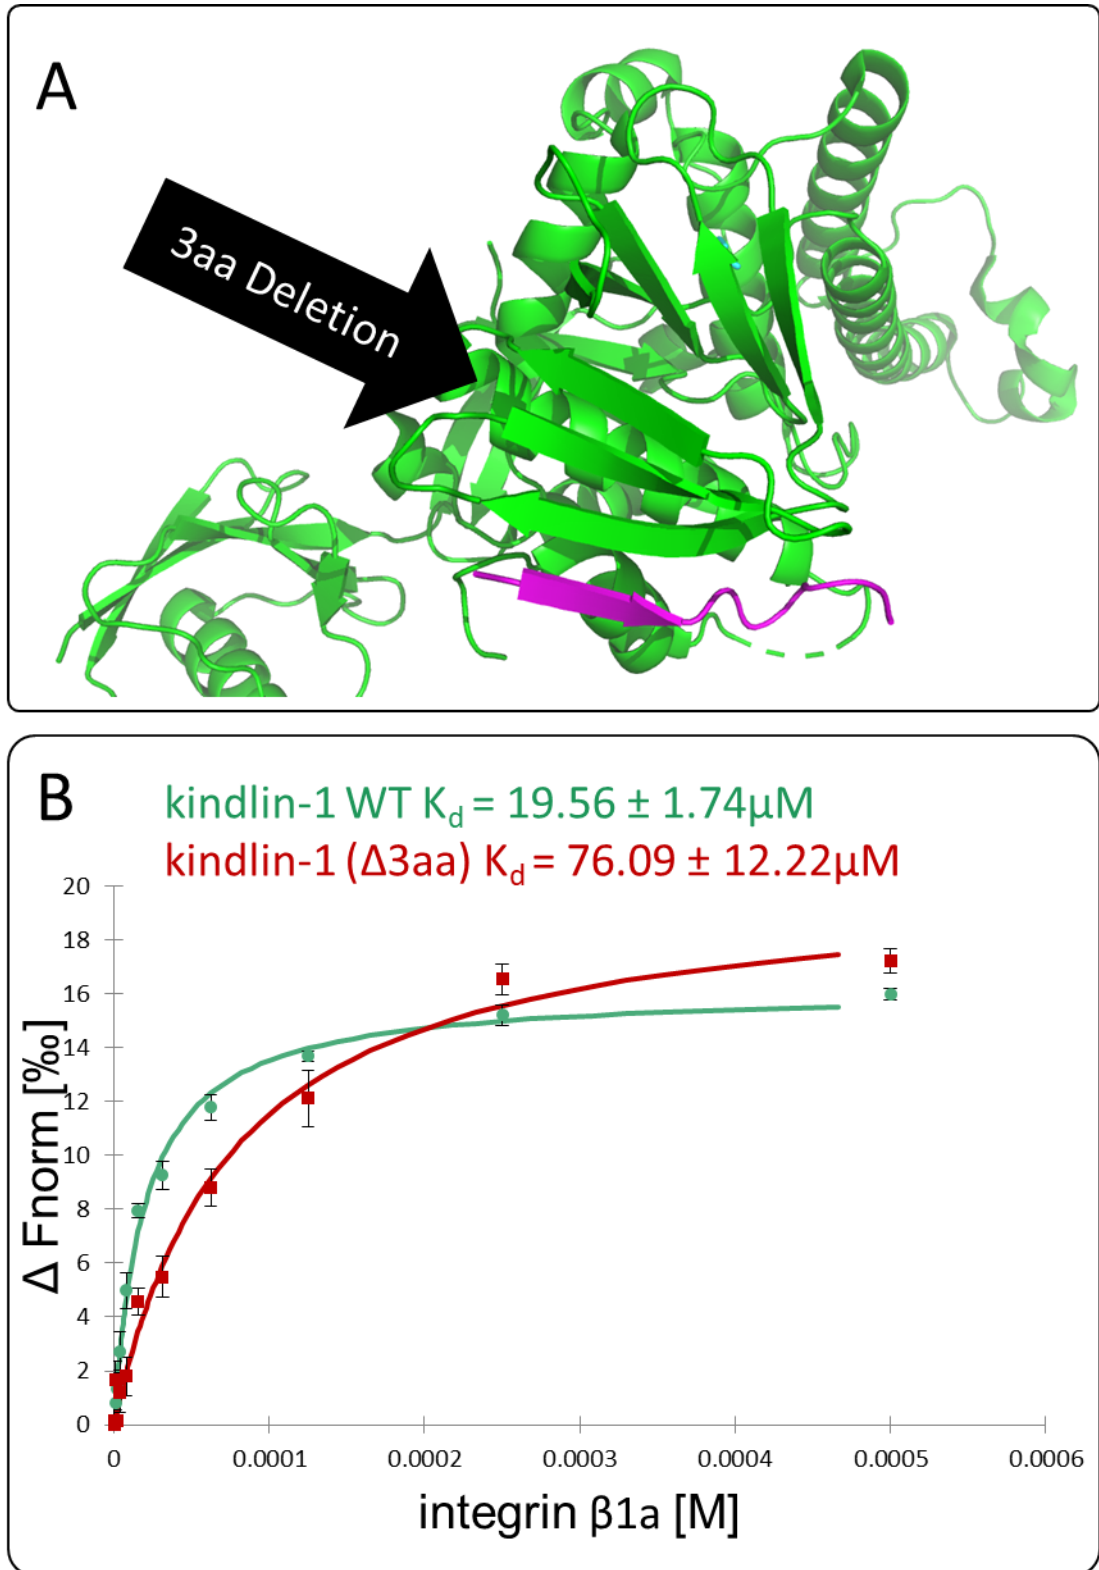 A
3aa Deletion
B
kindlin-1 WT Kd = 19.56 ± 1.74µM
kindlin-1 (Δ3aa) Kd = 76.09 ± 12.22µM
20
18
16
14
12
10
8
6
4
2
0
Δ Fnorm [‰]
0 0.0001 0.0002 0.0003 0.0004 0.0005 0.0006
integrin β1a [M]